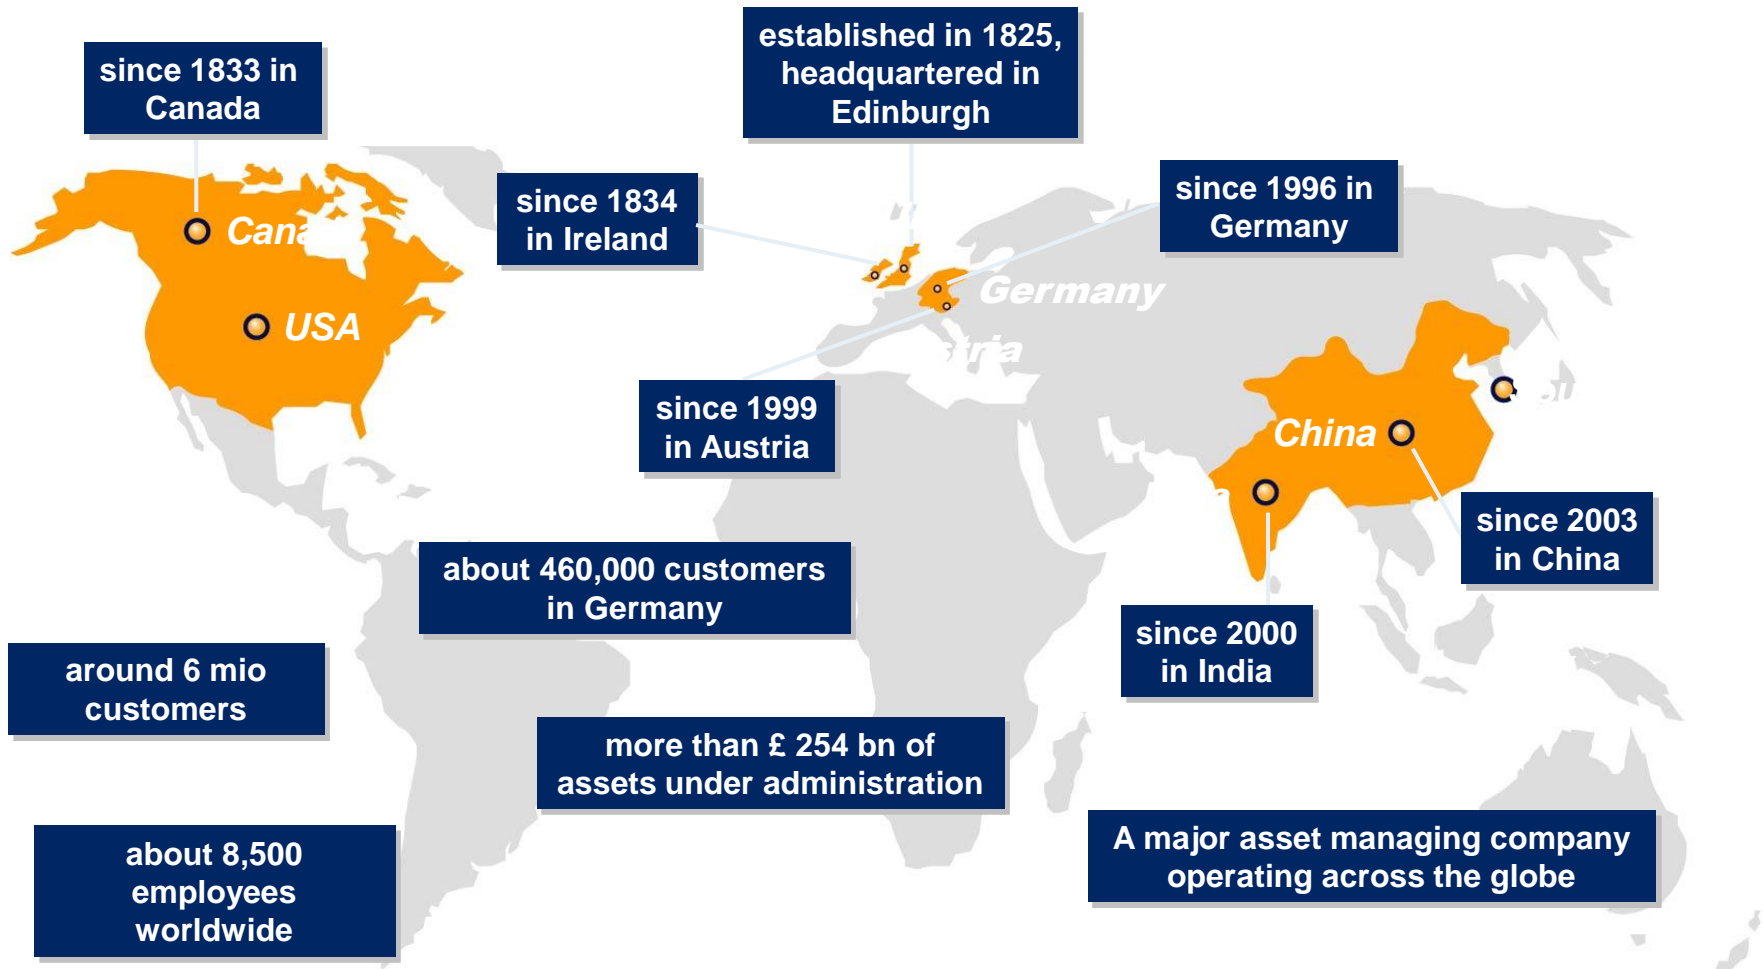 since 1833 in
Canada
established in 1825,
headquartered in
Edinburgh
since 1834
in Ireland
since 1996 in
Germany
USA
Germany
since 1999
in Austria
China
since 2003
in China
about 460,000 customers
in Germany
since 2000
in India
around 6 mio
customers
more than £ 254 bn of
assets under administration
A major asset managing company
operating across the globe
about 8,500
employees
worldwide